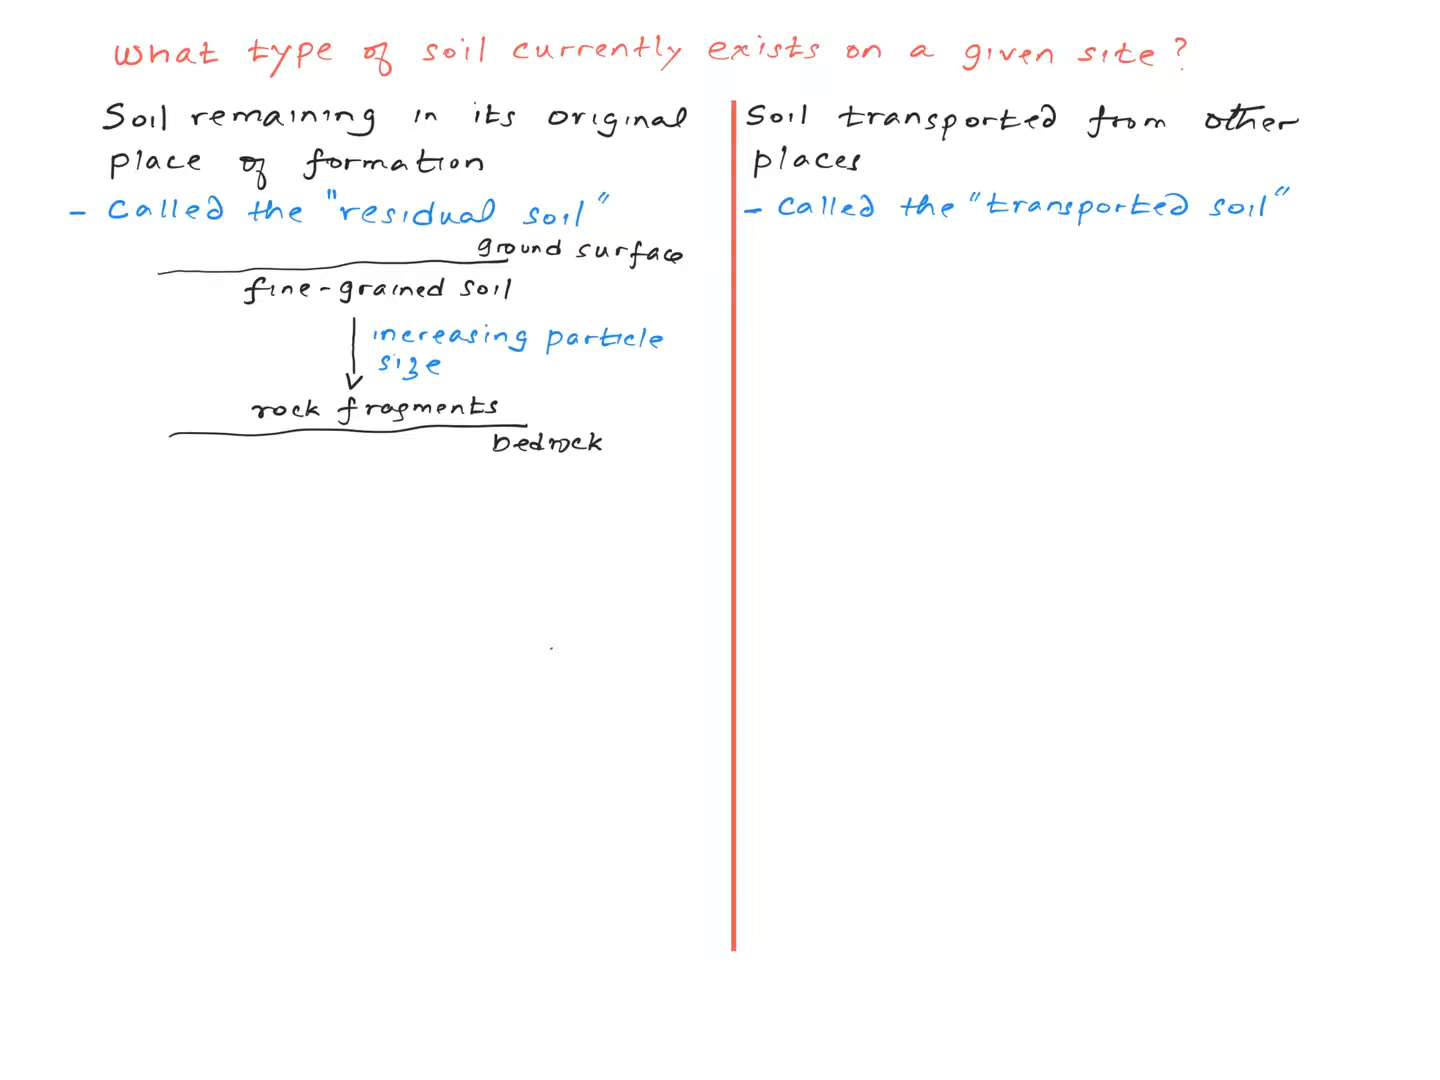 What type of soil currently exists on a given site?
Soil remaining in its original
place of formation
- Called the "residual soil"
ground surface
fine-grained soil
increasing particle
size
rock fragments
bedrock
Soil transported from other
places
- Called the "transported soil"